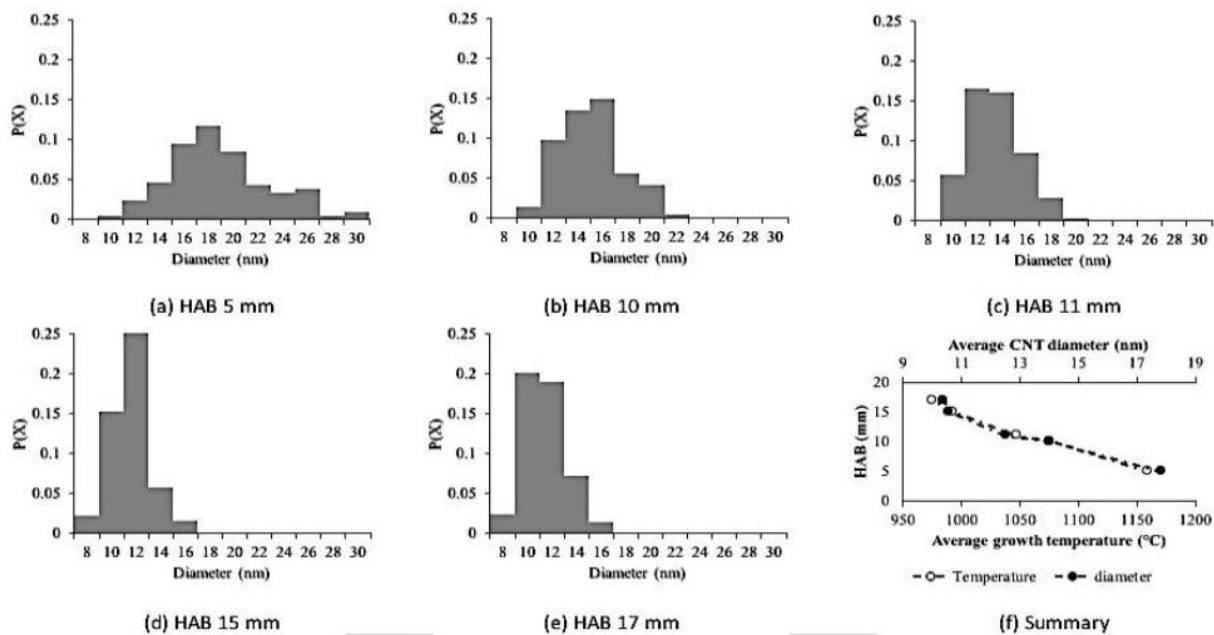 0.25
0.2
0.15
0.1
0.05
0
P(X)
8 10 12 14 16 18 20 22 24 26 30
Diameter (nm)
(a) HAB 5 mm
0.25
0.2
0.15
0.1
0.05
0
P(X)
8 10 12 14 16 18 20 22 24 26 30
Diameter (nm)
(b) HAB 10 mm
0.25
0.2
0.15
0.1
0.05
0
P(X)
8 10 12 14 16 18 20 22 24 26 30
Diameter (nm)
(c) HAB 11 mm
0.25
0.2
0.15
0.1
0.05
0
P(X)
8 10 12 14 16 18 20 22 24 26 30
Diameter (nm)
(d) HAB 15 mm
0.25
0.2
0.15
0.1
0.05
0
P(X)
8 10 12 14 16 18 20 22 24 26 30
Diameter (nm)
(e) HAB 17 mm
Average CNT diameter (nm)
9 11 13 15 17 19
20
15
10
5
0
HAB (mm)
950 1000 1050 1100 1150 1200
Average growth temperature (°C)
Temperature diameter
(f) Summary